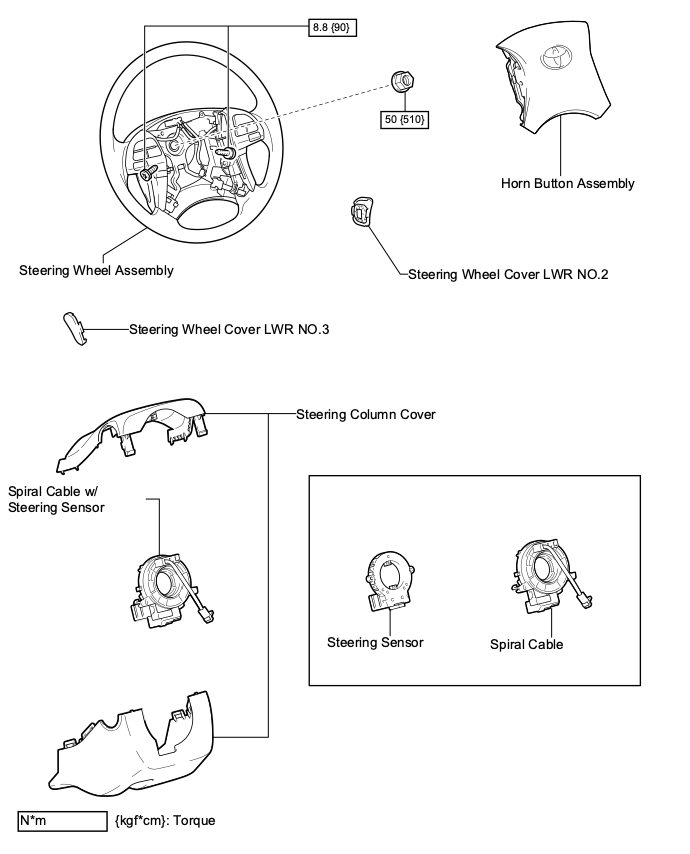 8.8 {90}
50 {510}
Horn Button Assembly
Steering Wheel Assembly
Steering Wheel Cover LWR NO.2
Steering Wheel Cover LWR NO.3
Steering Column Cover
Spiral Cable w/
Steering Sensor
Steering Sensor
Spiral Cable
N*m {kgf*cm}: Torque